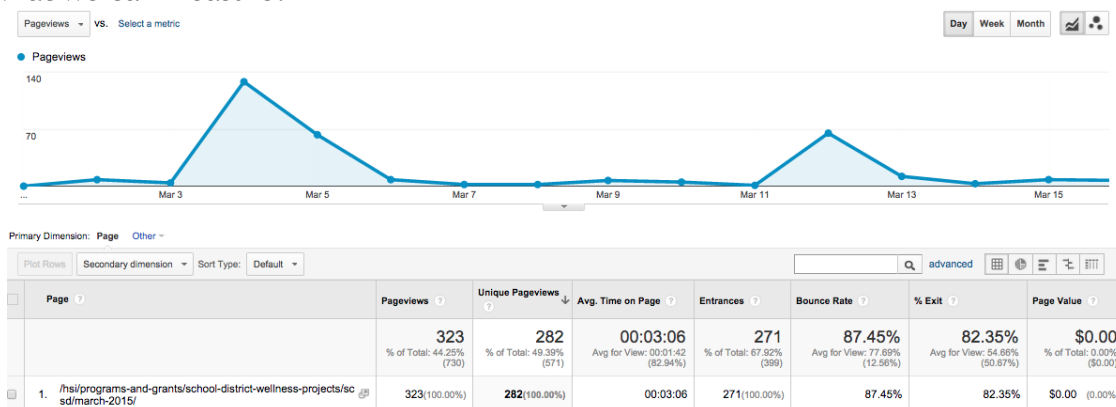 Pageviews VS. Select a metric
Day Week Month
Pageviews
140
70
... Mar 3 Mar 5 Mar 7 Mar 9 Mar 11 Mar 13 Mar 15
Primary Dimension: Page Other
Plot Rows Secondary dimension Sort Type: Default advanced
Page ? Pageviews ? Unique Pageviews ? Avg. Time on Page ? Entrances ? Bounce Rate ? % Exit ? Page Value ?
323 282 00:03:06 271 87.45% 82.35% $0.00
% of Total: 44.25% % of Total: 49.39% Avg for View: 00:01:42 % of Total: 67.92% Avg for View: 77.69% Avg for View: 54.66% % of Total: 0.00%
(730) (571) (82.94%) (399) (12.56%) (50.67%) ($0.00)
1. /hsi/programs-and-grants/school-district-wellness-projects/sc
sd/march-2015/ 323(100.00%) 282(100.00%) 00:03:06 271(100.00%) 87.45% 82.35% $0.00 (0.00%